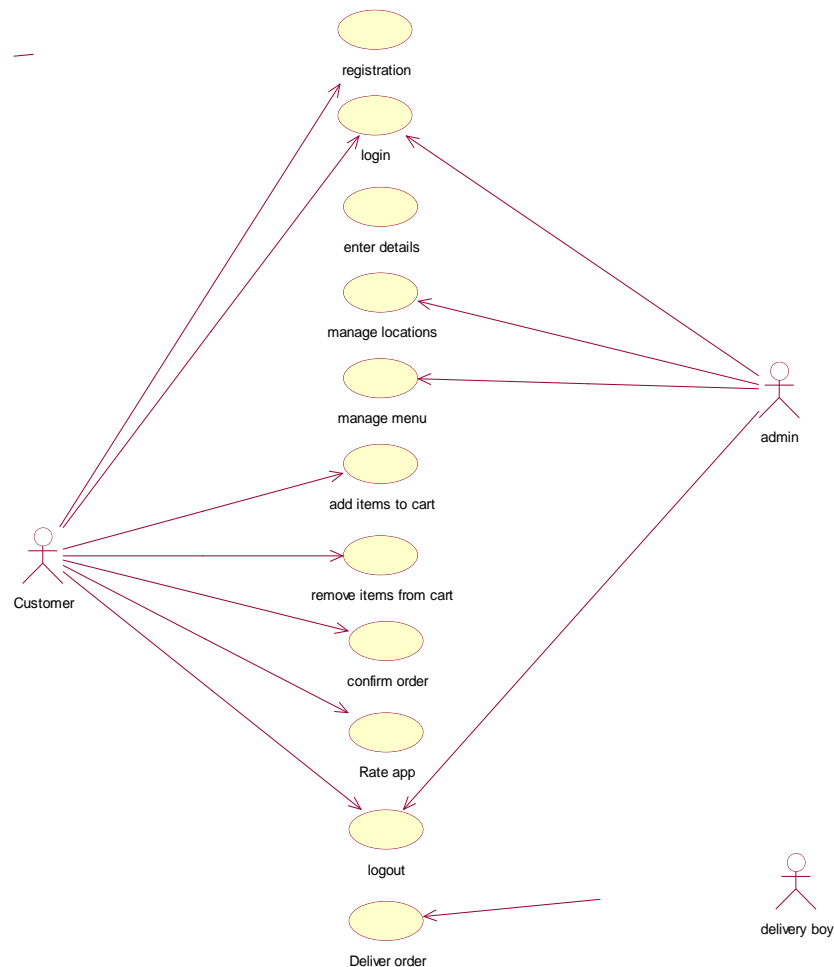 registration
login
enter details
manage locations
manage menu
admin
add items to cart
remove items from cart
Customer
confirm order
Rate app
logout
delivery boy
Deliver order